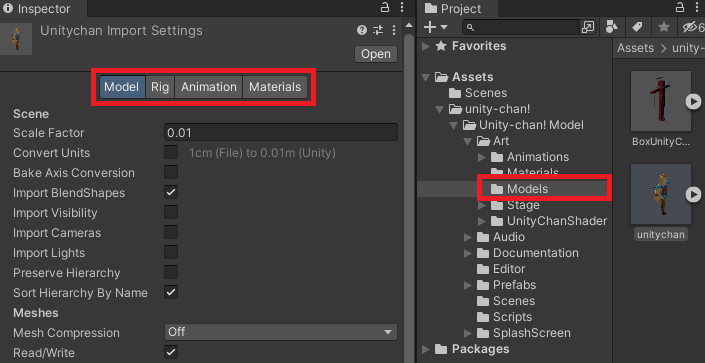 Inspector
Unitychan Import Settings
Open
Model Rig Animation Materials
Scene
Scale Factor 0.01
Convert Units 1cm (File) to 0.01m (Unity)
Bake Axis Conversion
Import BlendShapes
Import Visibility
Import Cameras
Import Lights
Preserve Hierarchy
Sort Hierarchy By Name
Meshes
Mesh Compression Off
Read/Write
Project
6
Favorites
Assets
Scenes
unity-chan!
Unity-chan! Model
Art
Animations
Materials
Models
Stage
UnityChanShader
Audio
Documentation
Editor
Prefabs
Scenes
Scripts
SplashScreen
Packages
Assets > unity-
BoxUnityC...
unitychan